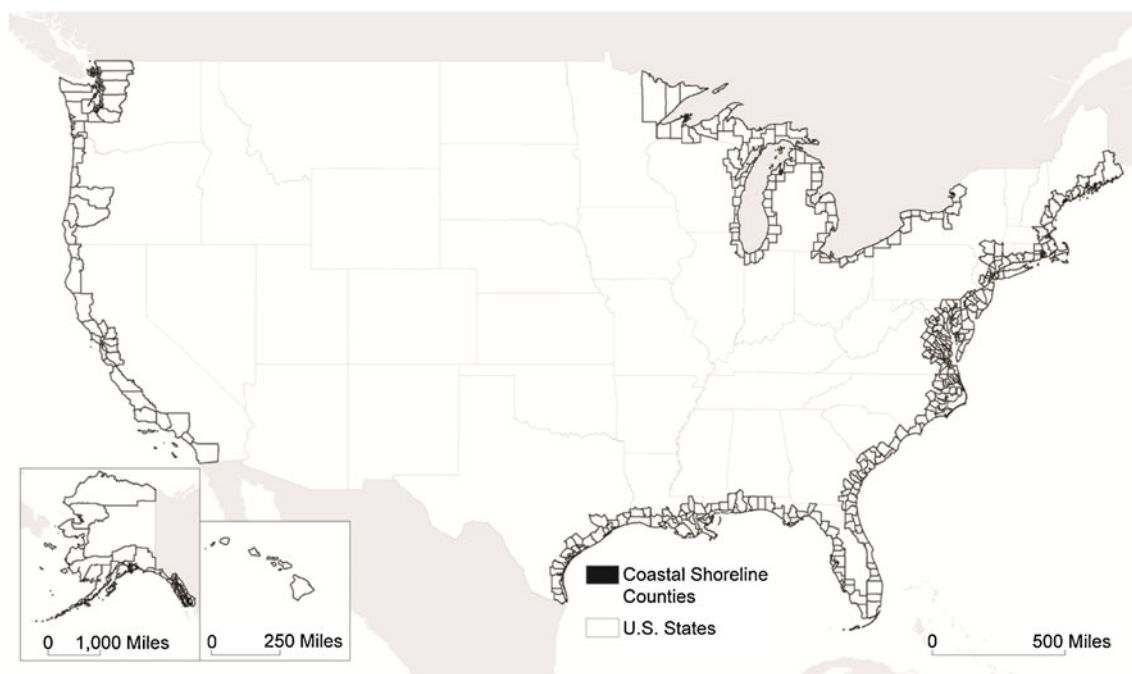 Coastal Shoreline
Counties
U.S. States
0 1,000 Miles
0 250 Miles
0 500 Miles